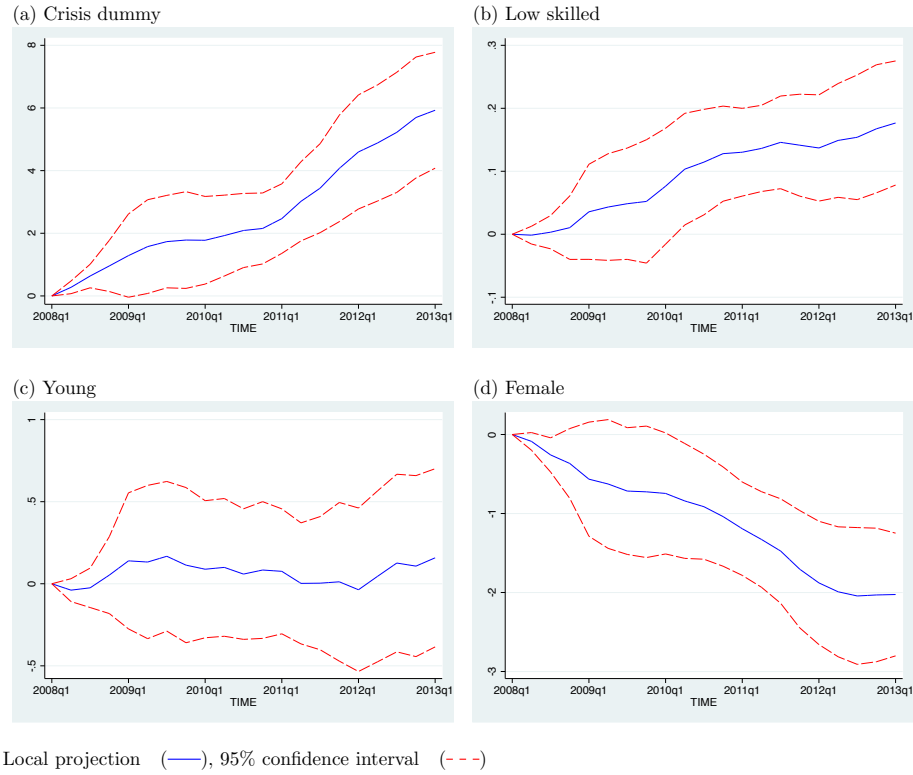 (a) Crisis dummy
(b) Low skilled
8
6
4
2
0
2008q1 2009q1 2010q1 2011q1 2012q1 2013q1
TIME
.3
.2
.1
0
-.1
2008q1 2009q1 2010q1 2011q1 2012q1 2013q1
TIME
(c) Young
(d) Female
1
.5
0
-.5
2008q1 2009q1 2010q1 2011q1 2012q1 2013q1
TIME
0
-1
-2
-3
2008q1 2009q1 2010q1 2011q1 2012q1 2013q1
TIME
Local projection (——), 95% confidence interval (- - -)